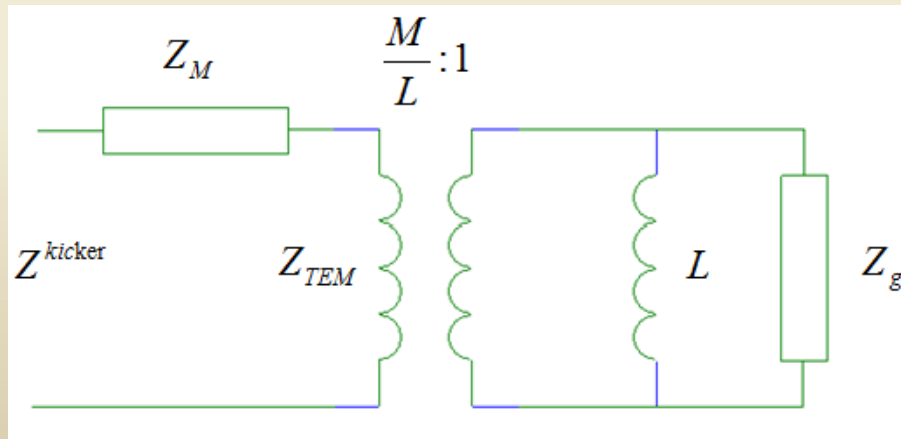 Z_M
M/L :1
Z^kicker
Z_TEM
L
Z_g